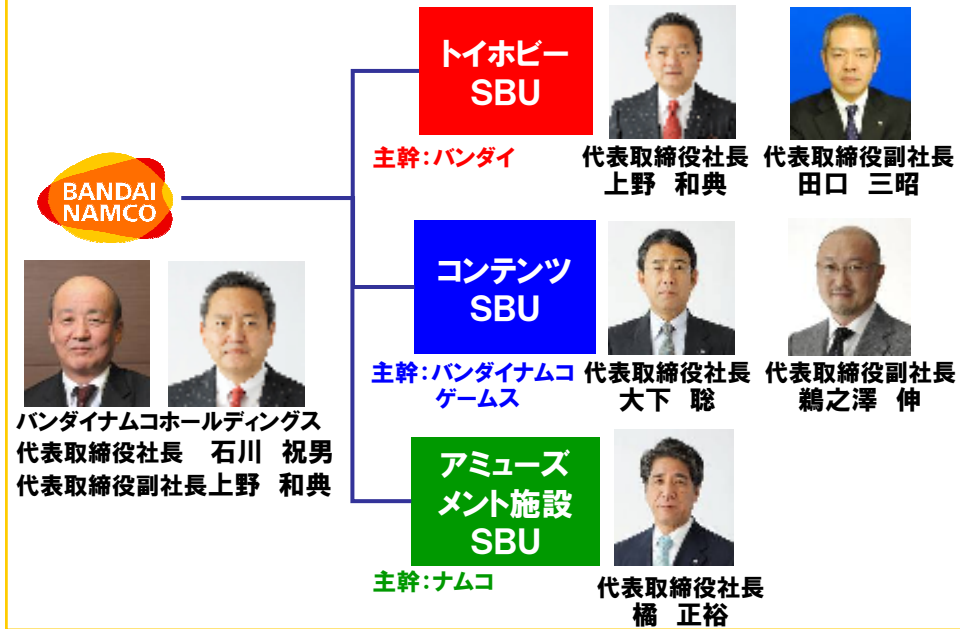 トイホビー
SBU
主幹：バンダイ
代表取締役社長
上野 和典
代表取締役副社長
田口 三昭
BANDAI
NAMCO
コンテンツ
SBU
主幹：バンダイナムコ
ゲームス
代表取締役社長
大下 聡
代表取締役副社長
鵜之澤 伸
バンダイナムコホールディングス
代表取締役社長 石川 祝男
代表取締役副社長上野 和典
アミューズ
メント施設
SBU
主幹：ナムコ
代表取締役社長
橘 正裕